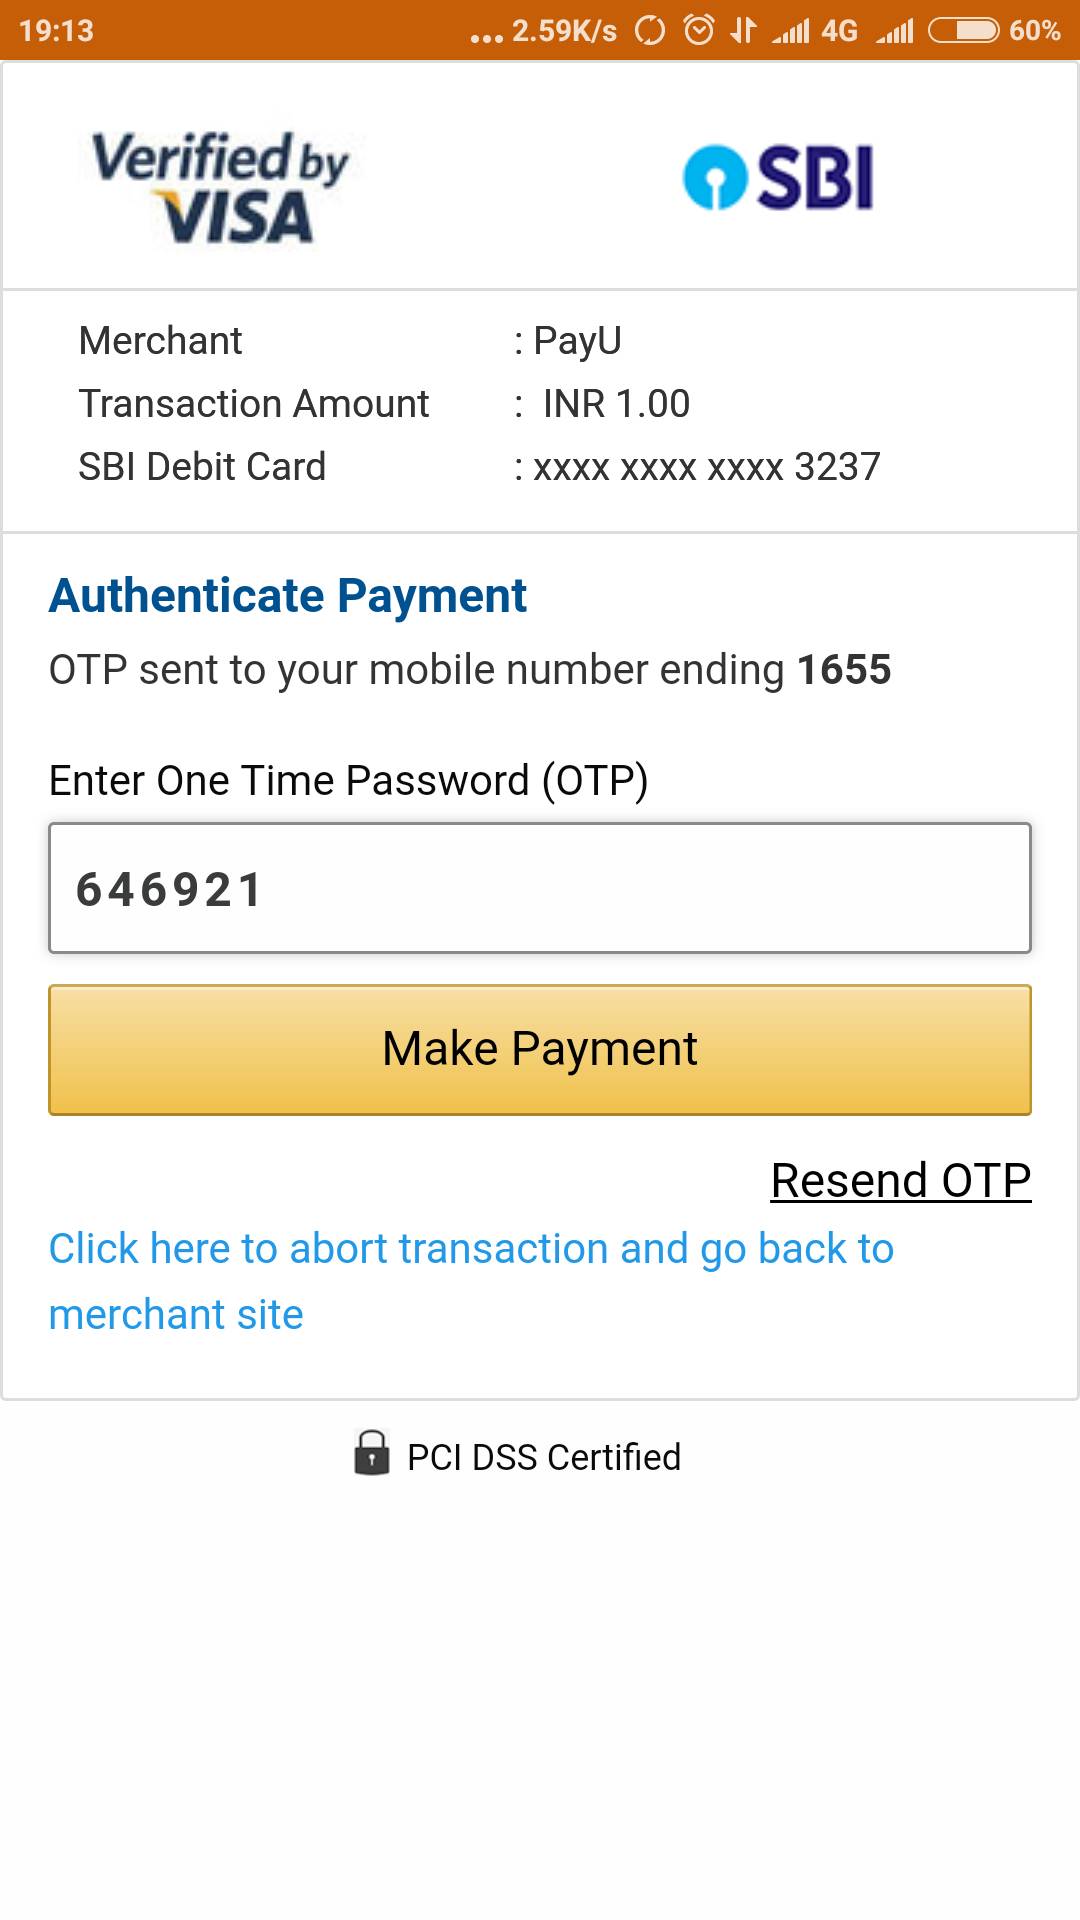 19:13 ... 2.59K/s 4G 60%
Verified by
VISA
SBI
Merchant : PayU
Transaction Amount : INR 1.00
SBI Debit Card : xxxx xxxx xxxx 3237
Authenticate Payment
OTP sent to your mobile number ending 1655
Enter One Time Password (OTP)
646921
Make Payment
Resend OTP
Click here to abort transaction and go back to
merchant site
PCI DSS Certified